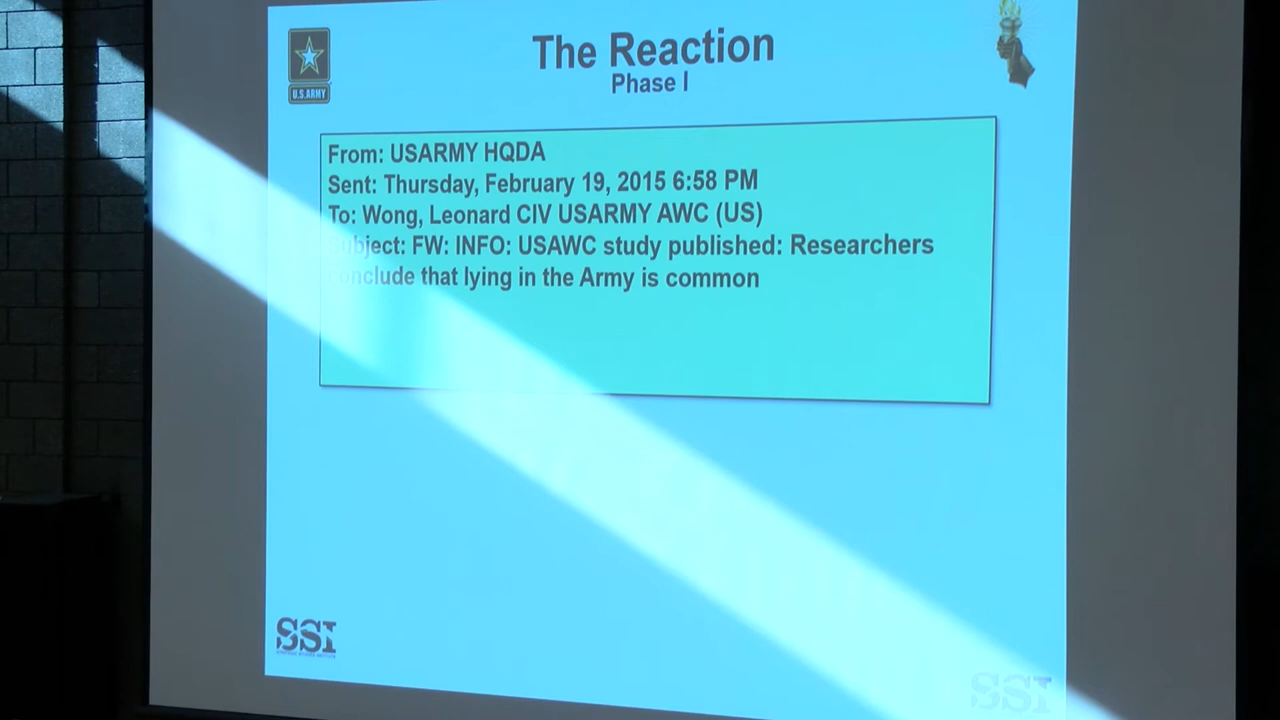 The Reaction
Phase I
U.S.ARMY
From: USARMY HQDA
Sent: Thursday, February 19, 2015 6:58 PM
To: Wong, Leonard CIV USARMY AWC (US)
Subject: FW: INFO: USAWC study published: Researchers
conclude that lying in the Army is common
SSI
SSI